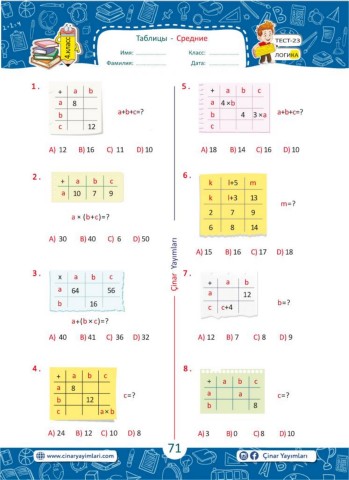 4.класс
Таблицы - Средние
Имя:
Класс:
Фамилия:
Дата:
ТЕСТ-23
ЛОГИКА
1.
+ a b c
a 8
b
c 12
a+b+c=?
A) 12 B) 16 C) 11 D) 10
2.
+ a b c
a 10 7 9
a × (b+c)=?
A) 30 B) 40 C) 6 D) 50
3.
x a b c
a 64 56
b 16
a+(b×c)=?
A) 40 B) 41 C) 36 D) 32
4.
+ a b c
a 8
b 12
c a×b
c=?
A) 24 B) 12 C) 10 D) 8
Çınar Yayımları
5.
+ a b c
a 4×b
b 4 3×a
c
a+b+c=?
A) 18 B) 14 C) 16 D) 10
6.
k l+5 m
k l+3 13
2 7 9
6 8 14
m=?
A) 15 B) 16 C) 17 D) 18
7.
+ a b c
a 12
b
c c+4
b=?
A) 12 B) 7 C) 8 D) 9
8.
+ a b c
a
b a
b 8
c=?
A) 3 B) 0 C) 8 D) 10
www.cinaryayimlari.com
71
Çınar Yayımları